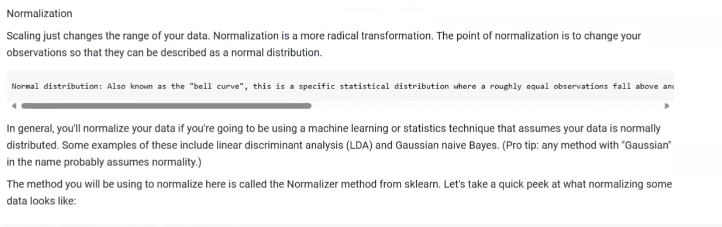 Normalization
Scaling just changes the range of your data. Normalization is a more radical transformation. The point of normalization is to change your
observations so that they can be described as a normal distribution.
Normal distribution: Also known as the "bell curve", this is a specific statistical distribution where a roughly equal observations fall above and
In general, you'll normalize your data if you're going to be using a machine learning or statistics technique that assumes your data is normally
distributed. Some examples of these include linear discriminant analysis (LDA) and Gaussian naive Bayes. (Pro tip: any method with "Gaussian"
in the name probably assumes normality.)
The method you will be using to normalize here is called the Normalizer method from sklearn. Let's take a quick peek at what normalizing some
data looks like: